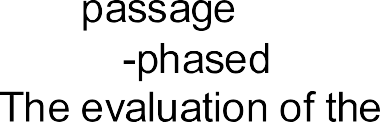 passage
-phased
The evaluation of the